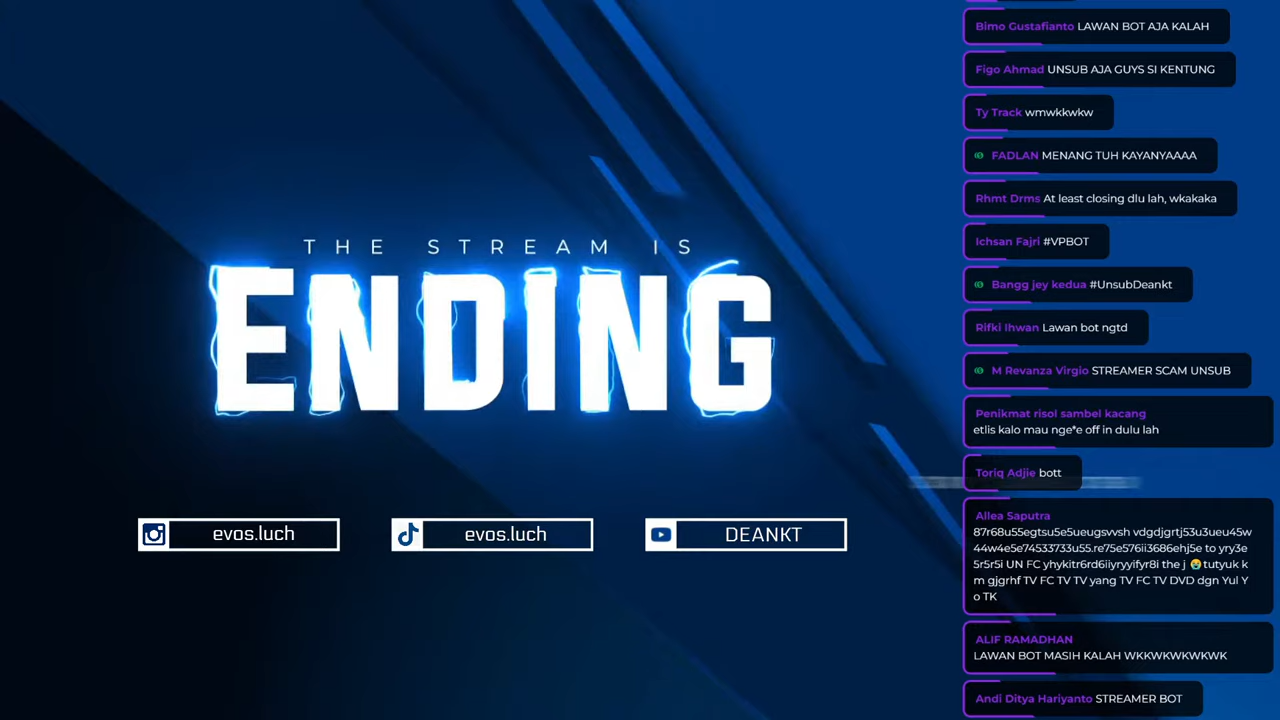 THE STREAM IS
ENDING
evos.luch
evos.luch
DEANKT
Bimo Gustafianto LAWAN BOT AJA KALAH
Figo Ahmad UNSUB AJA GUYS SI KENTUNG
Ty Track wmwkkwkw
FADLAN MENANG TUH KAYANYAAAA
Rhmt Drms At least closing dlu lah, wkakaka
Ichsan Fajri #VPBOT
Bangg jey kedua #UnsubDeankt
Rifki Ihwan Lawan bot ngtd
M Revanza Virgio STREAMER SCAM UNSUB
Penikmat risol sambel kacang
etlis kalo mau nge*e off in dulu lah
Toriq Adjie bott
Allea Saputra
87r68u55egtsu5e5ueugsvvsh vdgdjgrtj53u3ueu45w
44w4e5e74533733u55.re75e576ii3686ehj5e to yry3e
5r5r5i UN FC yhykitr6rd6iiyryyifyr8i the j 😭tutyuk k
m gjgrhf TV FC TV TV yang TV FC TV DVD dgn Yul Y
o TK
ALIF RAMADHAN
LAWAN BOT MASIH KALAH WKKWKWKWKWK
Andi Ditya Hariyanto STREAMER BOT